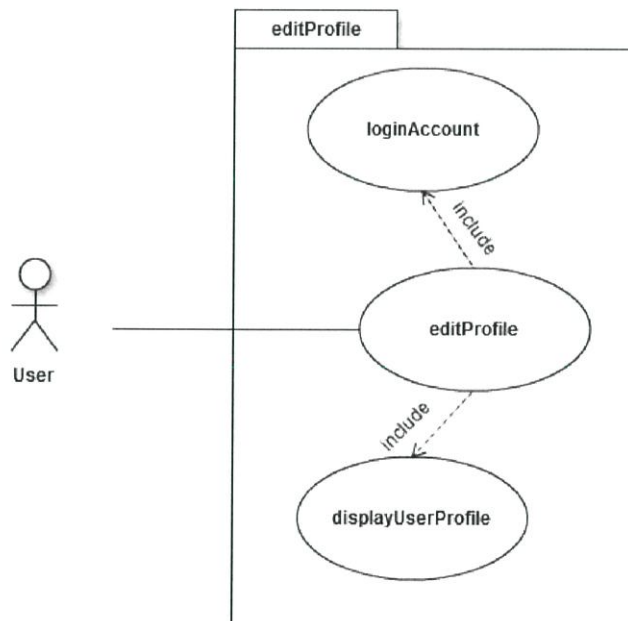 editProfile
loginAccount
include
editProfile
User
include
displayUserProfile